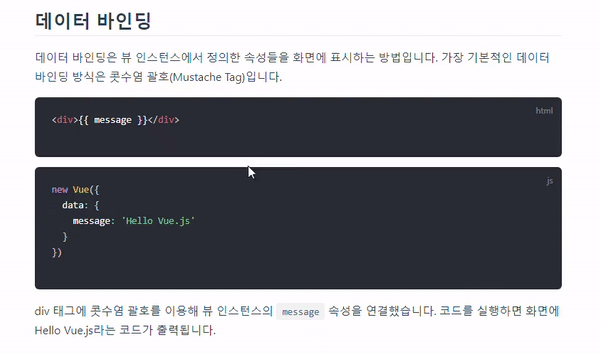 데이터 바인딩
데이터 바인딩은 뷰 인스턴스에서 정의한 속성들을 화면에 표시하는 방법입니다. 가장 기본적인 데이터
바인딩 방식은 콧수염 괄호(Mustache Tag)입니다.
html
<div>{{ message }}</div>
js
new Vue({
  data: {
    message: 'Hello Vue.js'
  }
})
div 태그에 콧수염 괄호를 이용해 뷰 인스턴스의 message 속성을 연결했습니다. 코드를 실행하면 화면에
Hello Vue.js라는 코드가 출력됩니다.